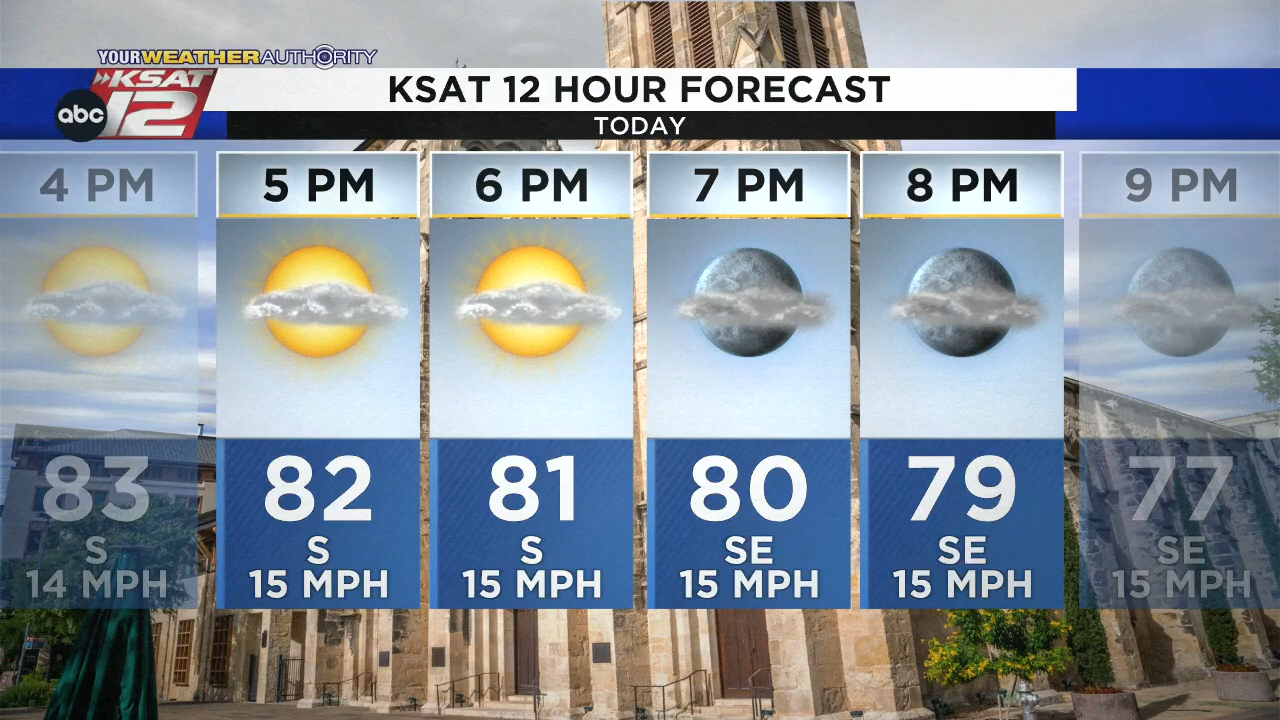 YOUR WEATHER AUTHORITY
KSAT
abc 12
KSAT 12 HOUR FORECAST
TODAY
4 PM 5 PM 6 PM 7 PM 8 PM 9 PM
83 82 81 80 79 77
S S S SE SE SE
14 MPH 15 MPH 15 MPH 15 MPH 15 MPH 15 MPH